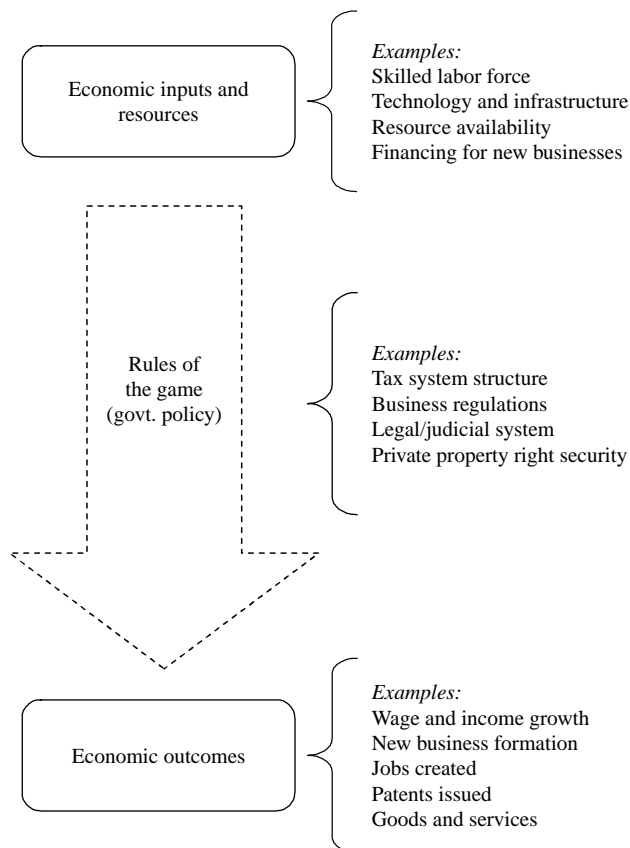 Economic inputs and
resources
Examples:
Skilled labor force
Technology and infrastructure
Resource availability
Financing for new businesses
Rules of
the game
(govt. policy)
Examples:
Tax system structure
Business regulations
Legal/judicial system
Private property right security
Economic outcomes
Examples:
Wage and income growth
New business formation
Jobs created
Patents issued
Goods and services